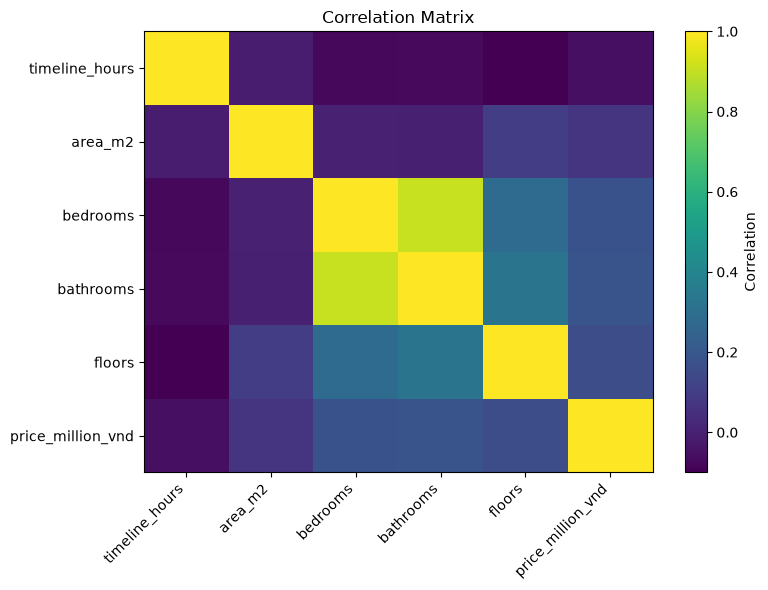 Correlation Matrix
timeline_hours
area_m2
bedrooms
bathrooms
floors
price_million_vnd
timeline_hours
area_m2
bedrooms
bathrooms
floors
price_million_vnd
1.0
0.8
0.6
0.4
0.2
0.0
Correlation